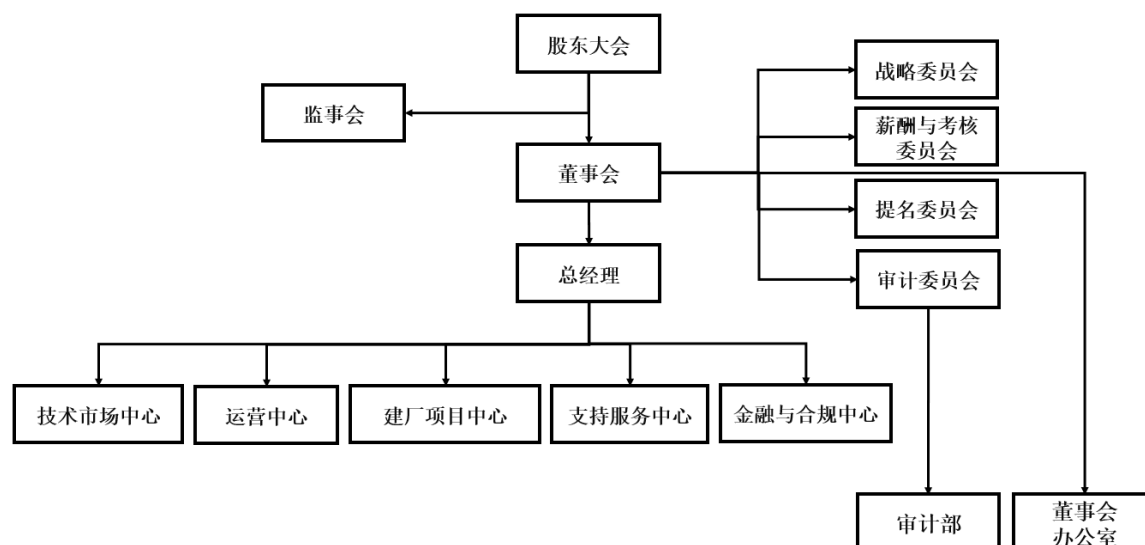 股东大会
战略委员会
监事会
薪酬与考核
委员会
董事会
提名委员会
总经理
审计委员会
技术市场中心
运营中心
建厂项目中心
支持服务中心
金融与合规中心
审计部
董事会
办公室